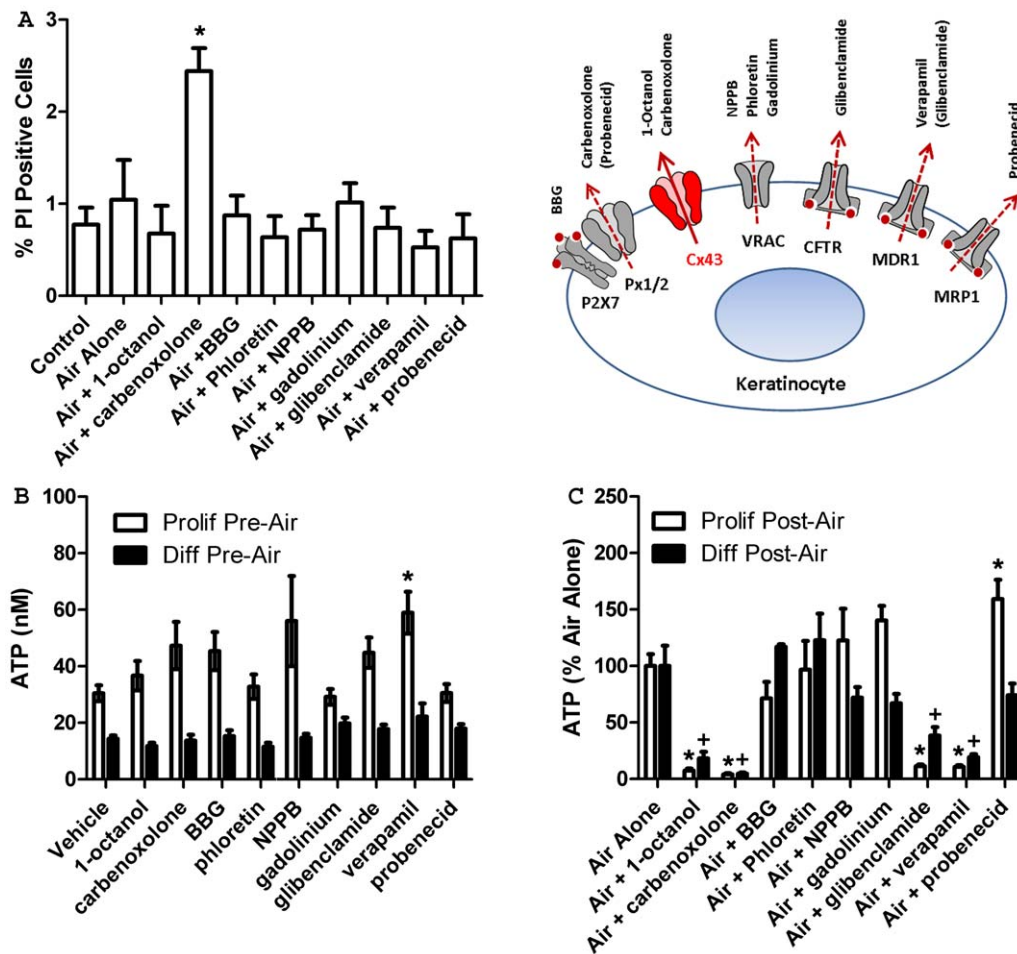 A
% PI Positive Cells
3
2
1
0
Control
Air Alone
Air + 1-octanol
Air + carbenoxolone
Air +BBG
Air + Phloretin
Air + NPPB
Air + gadolinium
Air + glibenclamide
Air + verapamil
Air + probenecid
*
BBG
Carbenoxolone
(Probenecid)
1-Octanol
Carbenoxolone
NPPB
Phloretin
Gadolinium
Glibenclamide
Verapamil
(Glibenclamide)
Probenecid
P2X7
Px1/2
Cx43
VRAC
CFTR
MDR1
MRP1
Keratinocyte
B
ATP (nM)
100
80
60
40
20
0
Prolif Pre-Air
Diff Pre-Air
*
Vehicle
1-octanol
carbenoxolone
BBG
phloretin
NPPB
gadolinium
glibenclamide
verapamil
probenecid
C
ATP (% Air Alone)
250
200
150
100
50
0
Prolif Post-Air
Diff Post-Air
* +
* +
* +
* +
*
Air Alone
Air + 1-octanol
Air + carbenoxolone
Air + BBG
Air + Phloretin
Air + NPPB
Air + gadolinium
Air + glibenclamide
Air + verapamil
Air + probenecid